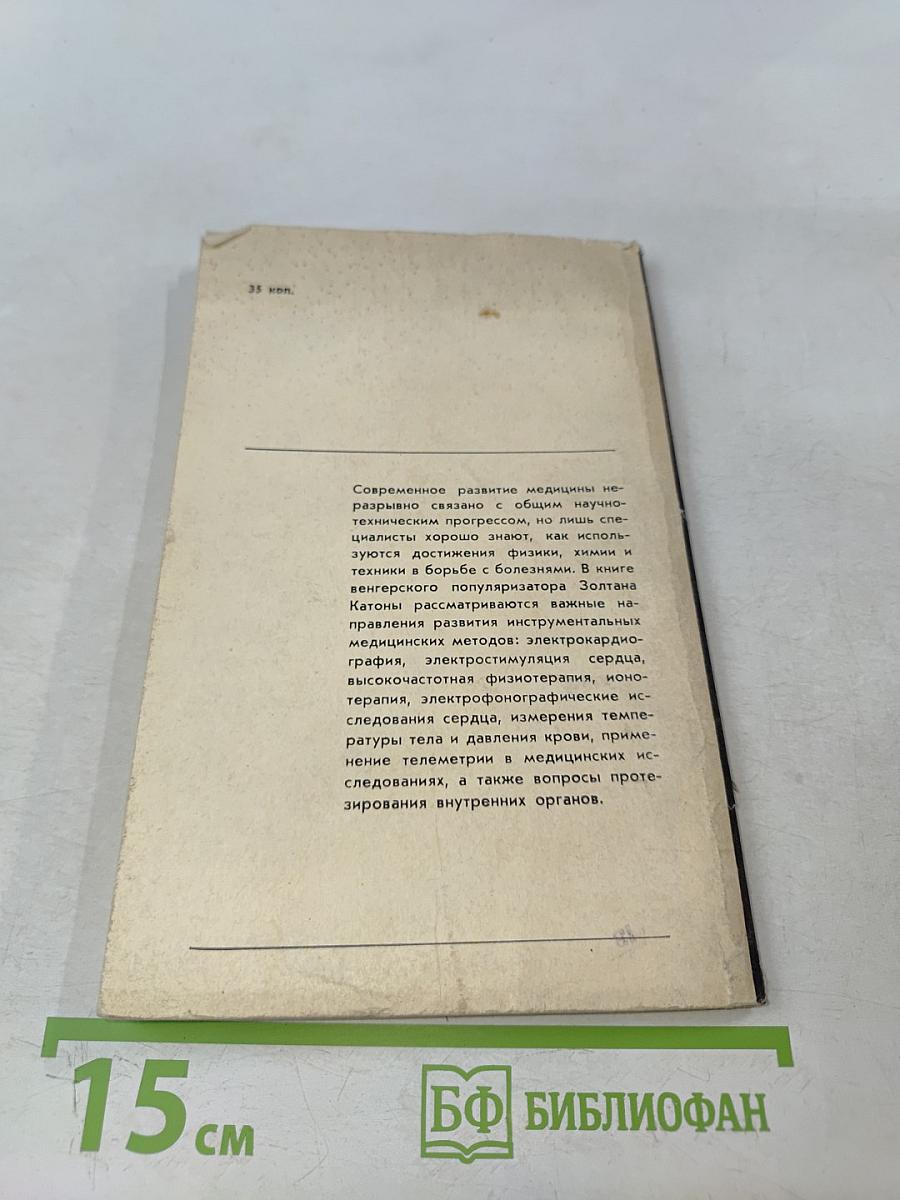 35 коп.
Современное развитие медицины не-
разрывно связано с общим научно-
техническим прогрессом, но лишь спе-
циалисты хорошо знают, как исполь-
зуются достижения физики, химии и
техники в борьбе с болезнями. В книге
венгерского популяризатора Золтана
Катоны рассматриваются важные на-
правления развития инструментальных
медицинских методов: электрокардио-
графия, электростимуляция сердца,
высокочастотная физиотерапия, ионо-
терапия, электрофонографические ис-
следования сердца, измерения темпе-
ратуры тела и давления крови, приме-
нение телеметрии в медицинских ис-
следованиях, а также вопросы проте-
зирования внутренних органов.
15 см
БФ БИБЛИОФАН